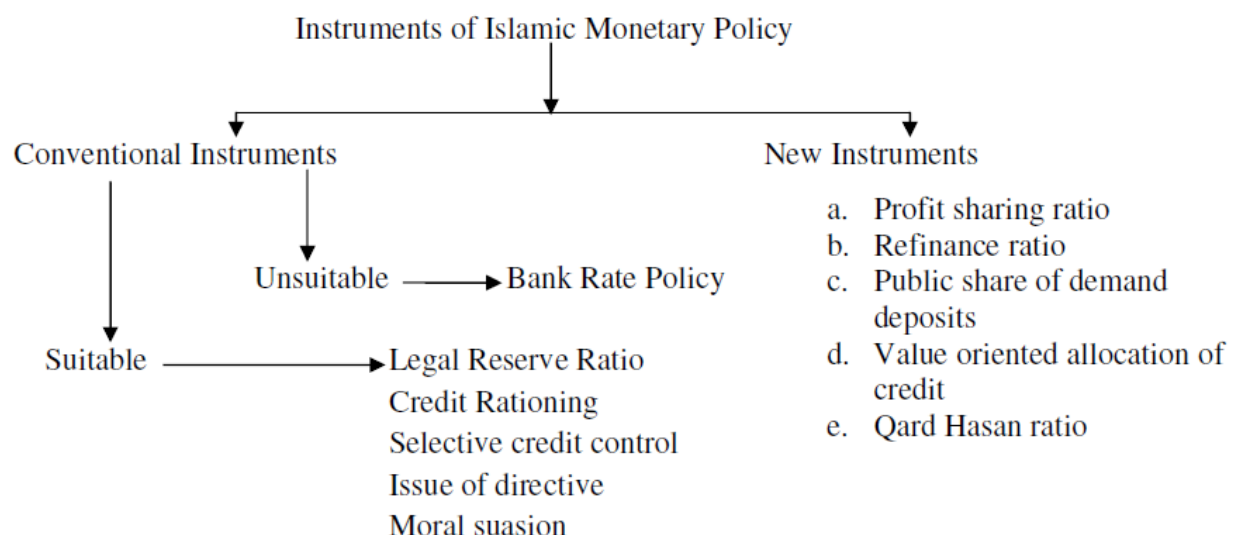 Instruments of Islamic Monetary Policy
Conventional Instruments
New Instruments
a. Profit sharing ratio
b. Refinance ratio
c. Public share of demand
deposits
d. Value oriented allocation of
credit
e. Qard Hasan ratio
Unsuitable
Bank Rate Policy
Suitable
Legal Reserve Ratio
Credit Rationing
Selective credit control
Issue of directive
Moral suasion